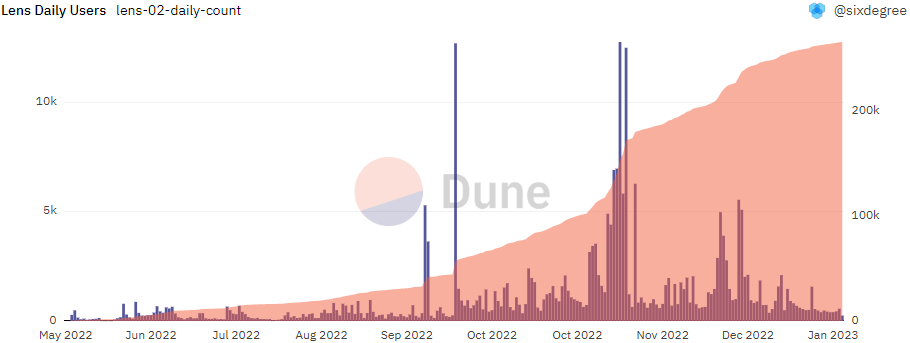 Lens Daily Users lens-02-daily-count
@sixdegree
10k
200k
Dune
5k
100k
0
0
May 2022 Jun 2022 Jul 2022 Aug 2022 Sep 2022 Oct 2022 Oct 2022 Nov 2022 Dec 2022 Jan 2023